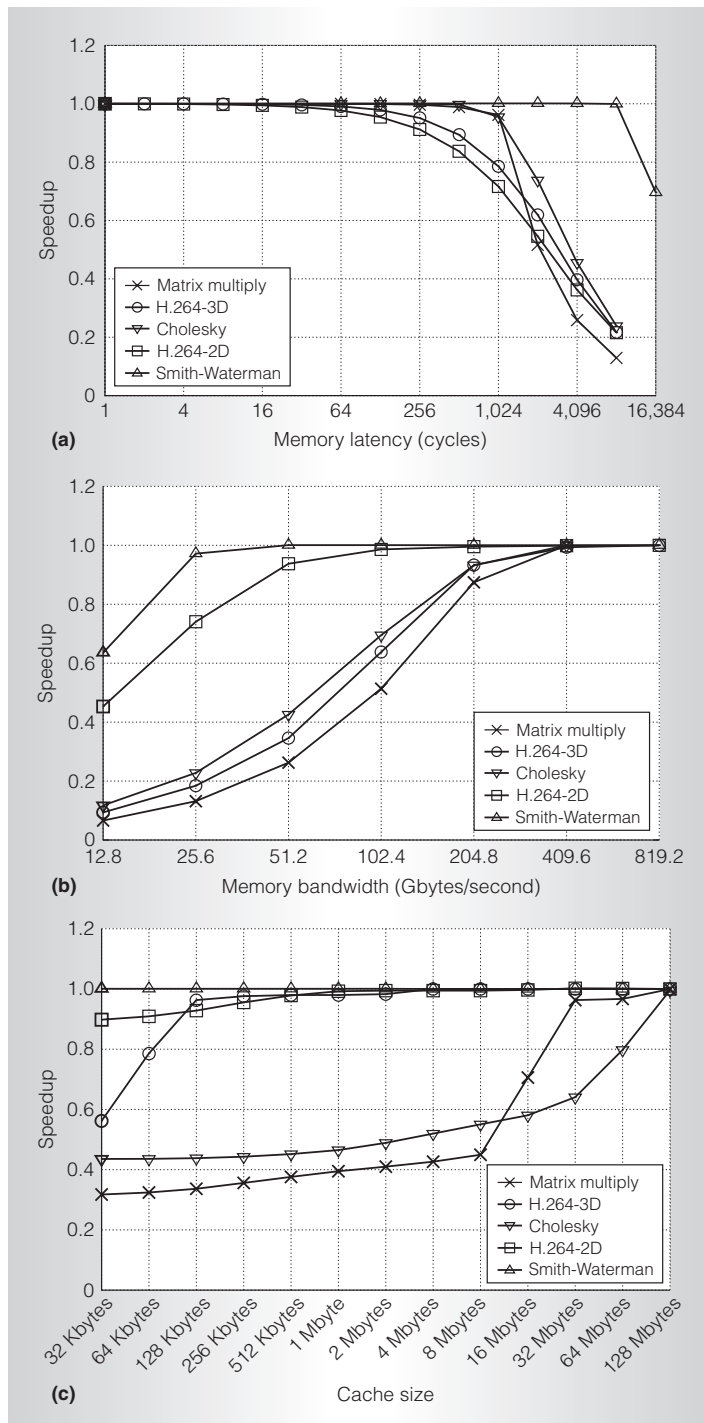 1.2
1.0
0.8
0.6
0.4
0.2
0
Speedup
Matrix multiply
H.264-3D
Cholesky
H.264-2D
Smith-Waterman
1 4 16 64 256 1,024 4,096 16,384
(a)
Memory latency (cycles)
1.2
1.0
0.8
0.6
0.4
0.2
0
Speedup
Matrix multiply
H.264-3D
Cholesky
H.264-2D
Smith-Waterman
12.8 25.6 51.2 102.4 204.8 409.6 819.2
(b)
Memory bandwidth (Gbytes/second)
1.2
1.0
0.8
0.6
0.4
0.2
0
Speedup
Matrix multiply
H.264-3D
Cholesky
H.264-2D
Smith-Waterman
32 Kbytes
64 Kbytes
128 Kbytes
256 Kbytes
512 Kbytes
1 Mbyte
2 Mbytes
4 Mbytes
8 Mbytes
16 Mbytes
32 Mbytes
64 Mbytes
128 Mbytes
(c)
Cache size